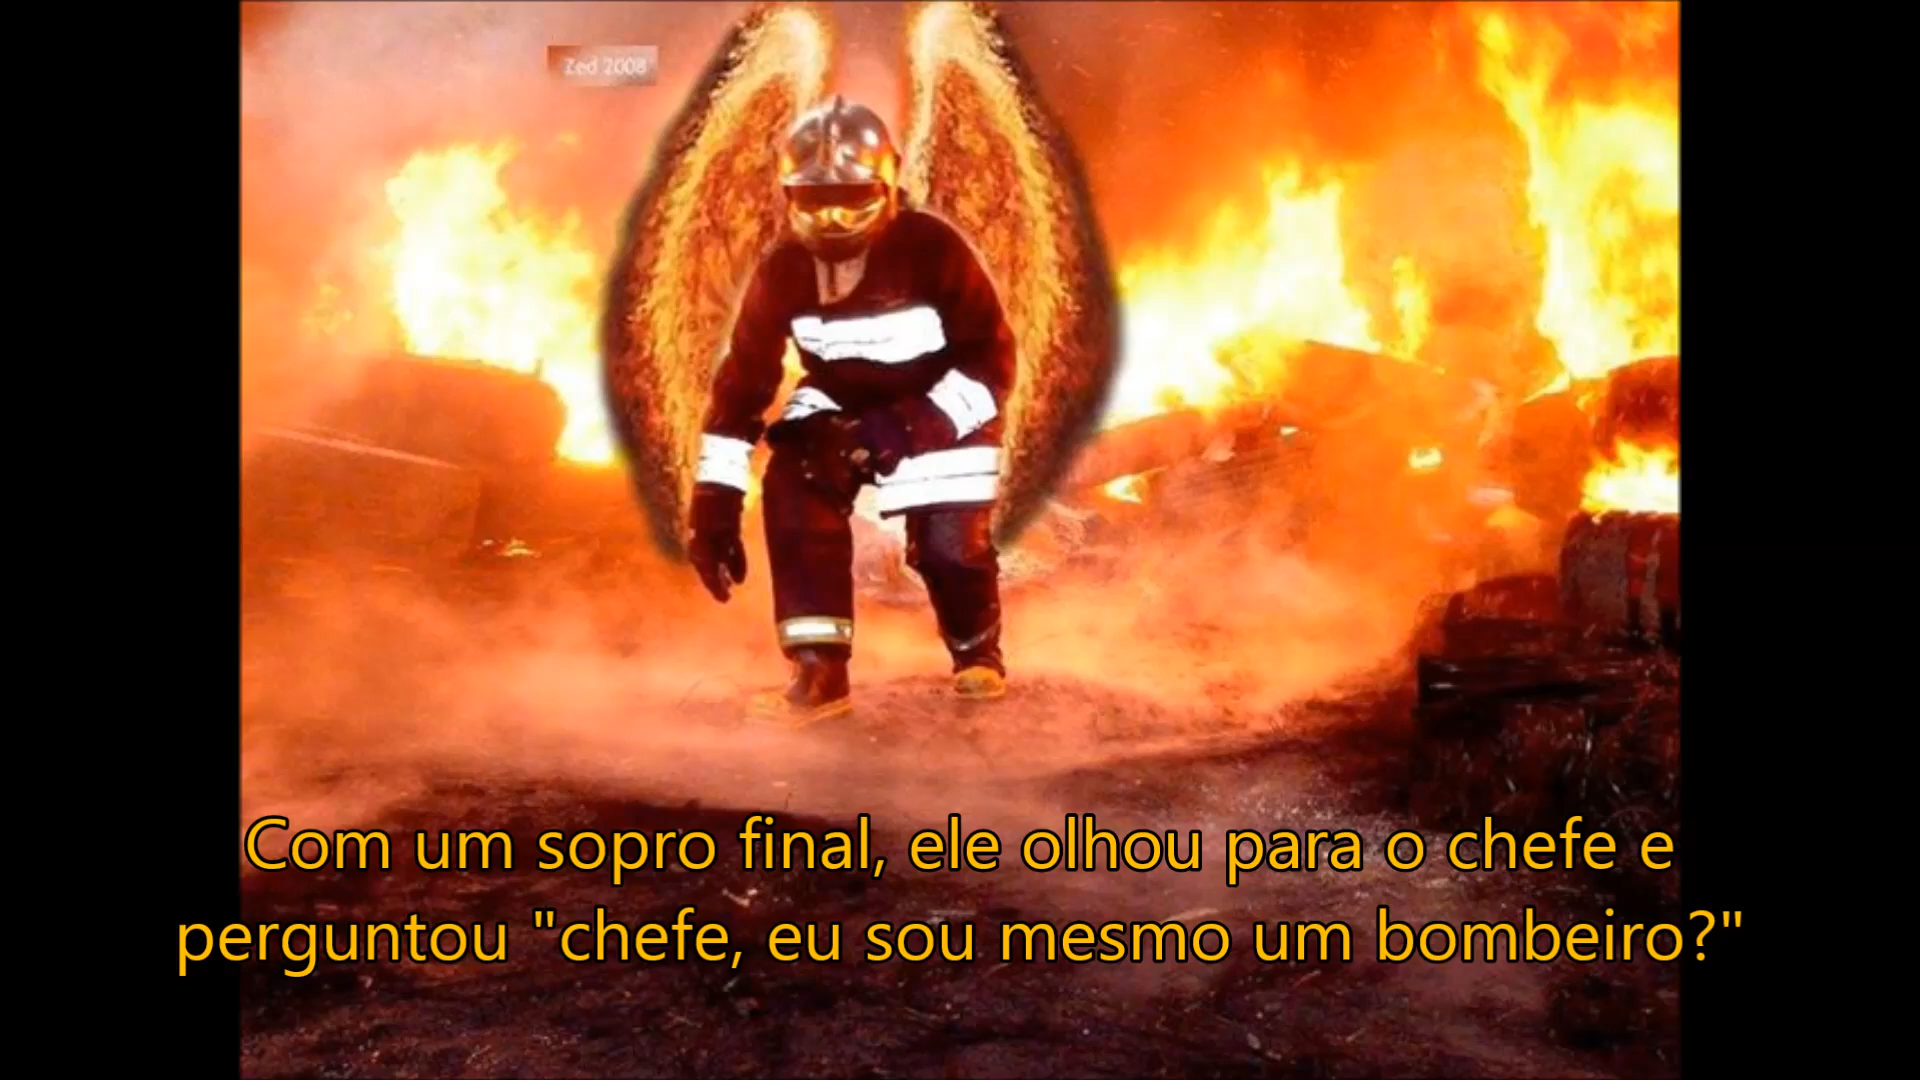 Zed 2008
Com um sopro final, ele olhou para o chefe e
perguntou "chefe, eu sou mesmo um bombeiro?"